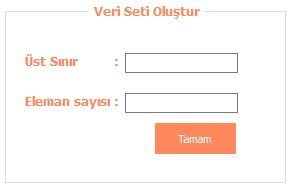 Veri Seti Oluştur
Üst Sınır :
Eleman sayısı :
Tamam